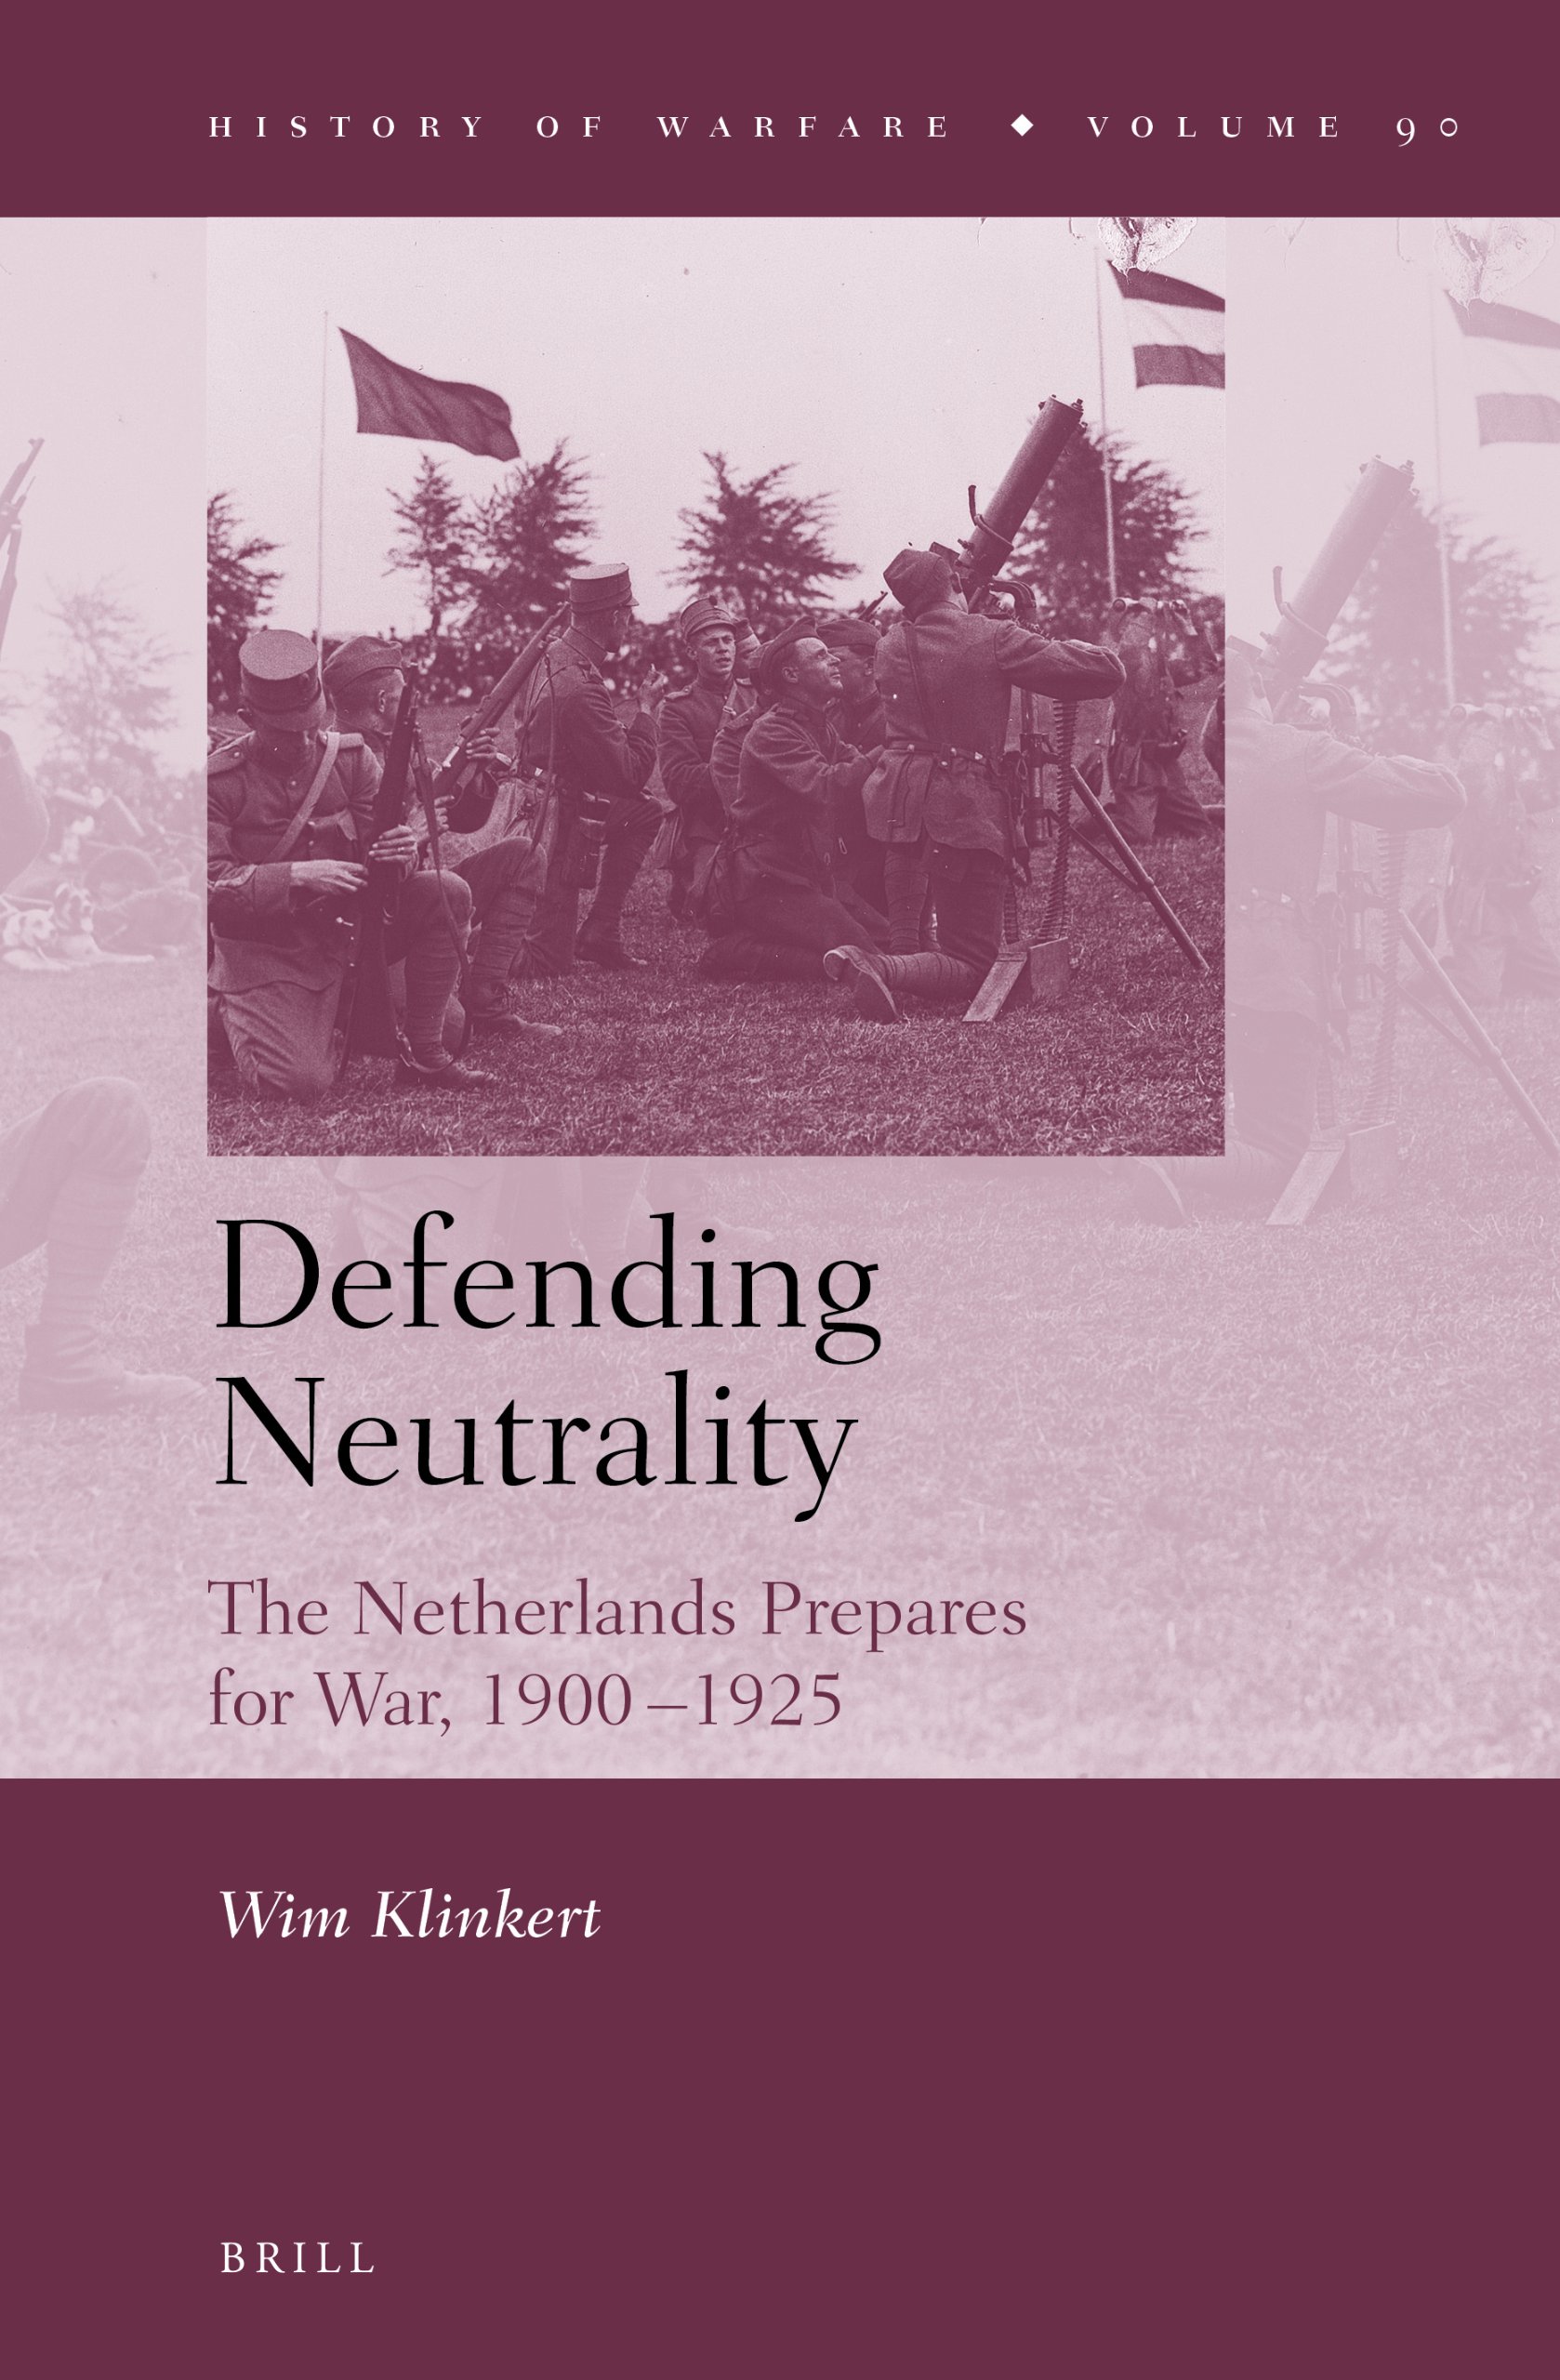 HISTORY OF WARFARE ◆ VOLUME 90
Defending
Neutrality
The Netherlands Prepares
for War, 1900–1925
Wim Klinkert
BRILL